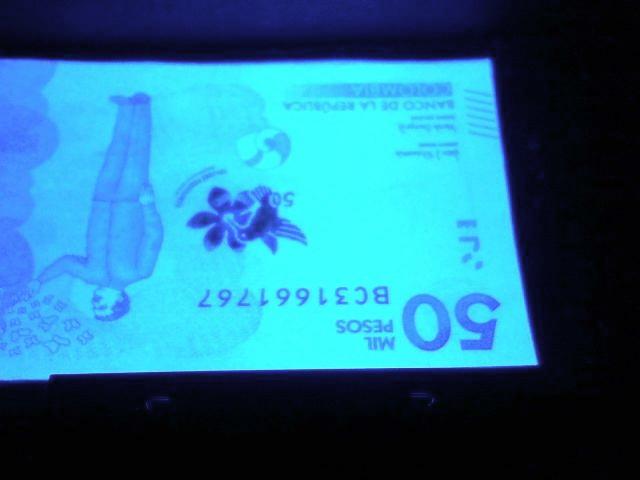 50 MIL
PESOS
BC31661767
50
BANCO DE LA REPÚBLICA
COLOMBIA